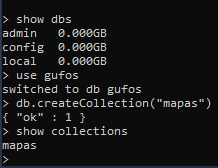 > show dbs
admin   0.000GB
config  0.000GB
local   0.000GB
> use gufos
switched to db gufos
> db.createCollection("mapas")
{ "ok" : 1 }
> show collections
mapas
>